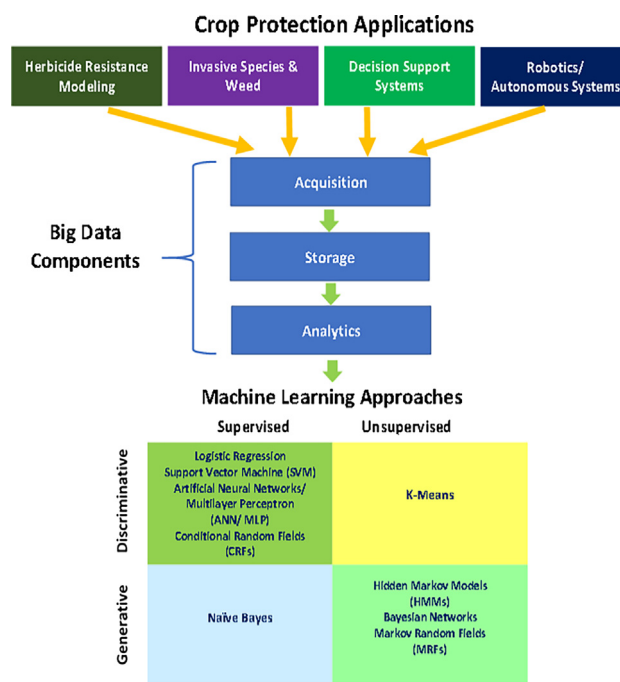 Crop Protection Applications
Herbicide Resistance
Modeling
Invasive Species &
Weed
Decision Support
Systems
Robotics/
Autonomous Systems
Acquisition
Big Data
Components
Storage
Analytics
Machine Learning Approaches
Supervised
Unsupervised
Discriminative
Logistic Regression
Support Vector Machine (SVM)
Artificial Neural Networks/
Multilayer Perceptron
(ANN/ MLP)
Conditional Random Fields
(CRFs)
K-Means
Generative
Naïve Bayes
Hidden Markov Models
(HMMs)
Bayesian Networks
Markov Random Fields
(MRFs)